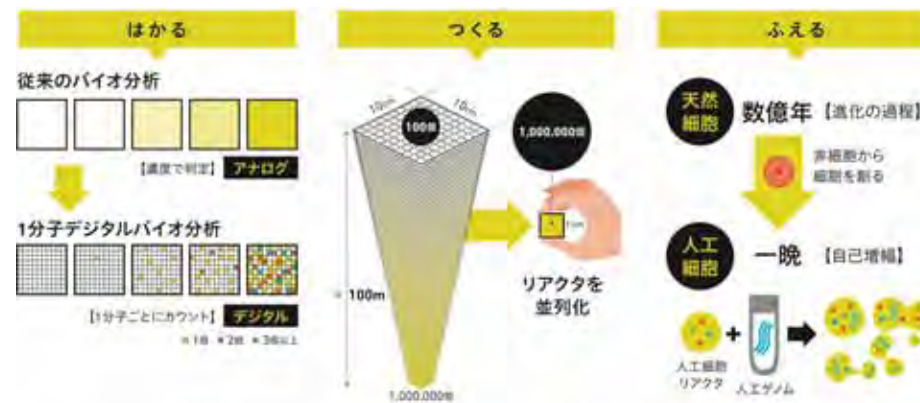 はかる
従来のバイオ分析
【濃度で判定】 アナログ
1分子デジタルバイオ分析
【1分子ごとにカウント】 デジタル
つくる
10cm
10cm
100個
1,000,000個
100m
リアクタを
並列化
1,000,000個
ふえる
天然
細胞
数億年 【進化の過程】
非細胞から
細胞を創る
人工
細胞
一晩 【自己増幅】
人工細胞
リアクタ
人工ゲノム